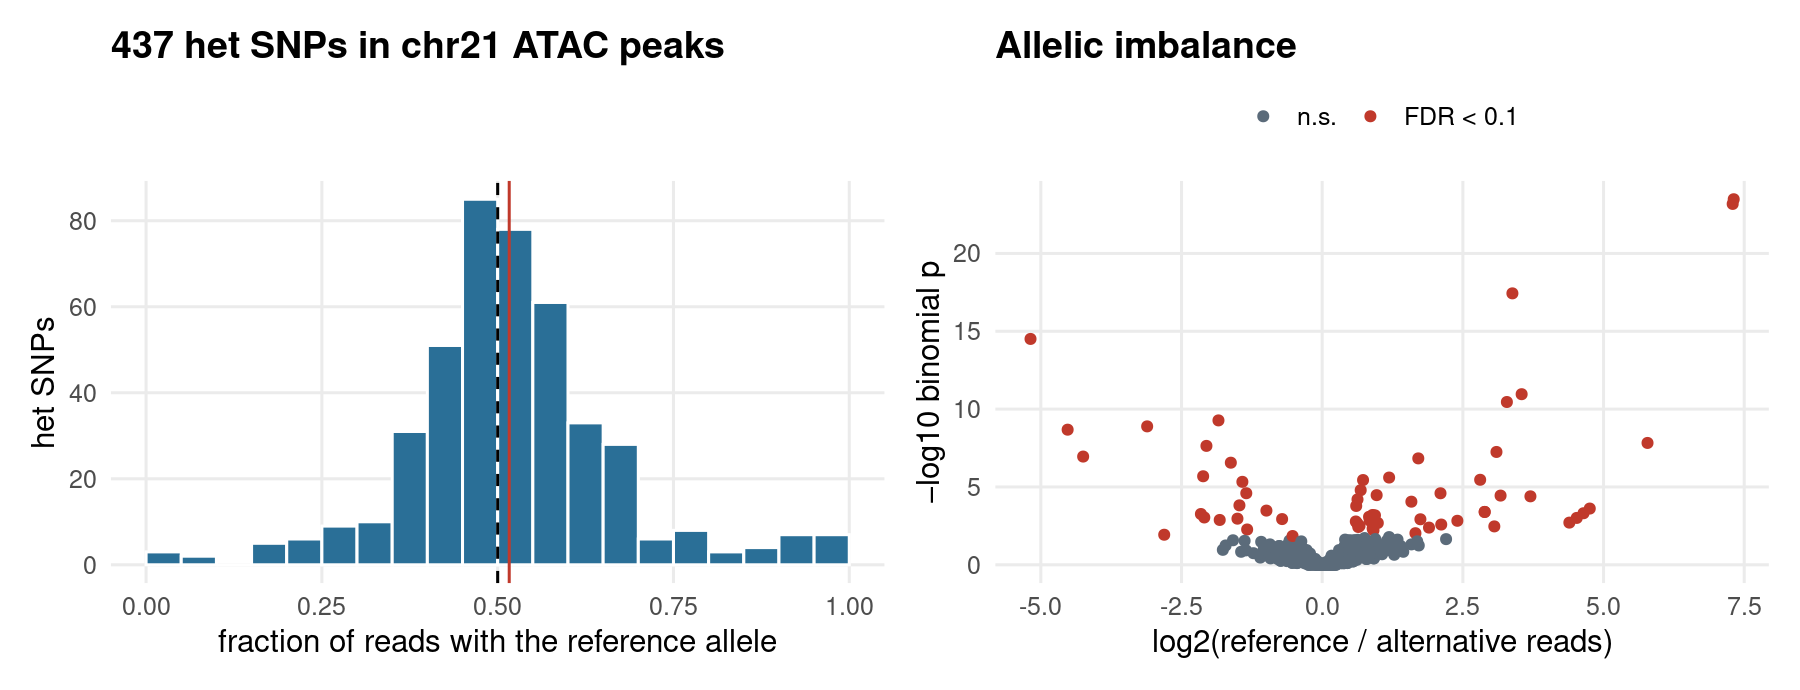 437 het SNPs in chr21 ATAC peaks
het SNPs
80
60
40
20
0
0.00 0.25 0.50 0.75 1.00
fraction of reads with the reference allele
Allelic imbalance
n.s. FDR < 0.1
−log10 binomial p
20
15
10
5
0
-5.0 -2.5 0.0 2.5 5.0 7.5
log2(reference / alternative reads)